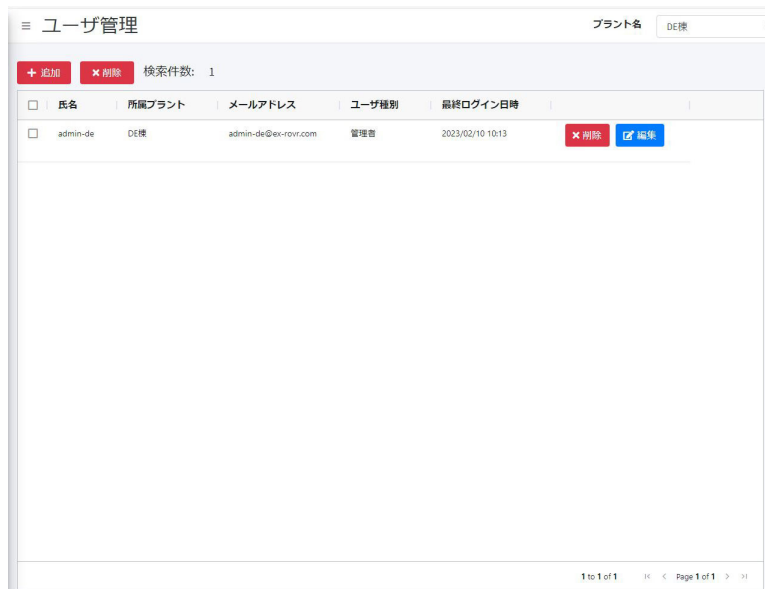 ユーザ管理 プラント名 DE棟
追加 削除 検索件数: 1
氏名 所属プラント メールアドレス ユーザ種別 最終ログイン日時
admin-de DE棟 admin-de@ex-rovr.com 管理者 2023/02/10 10:13 削除 編集
1 to 1 of 1 Page 1 of 1